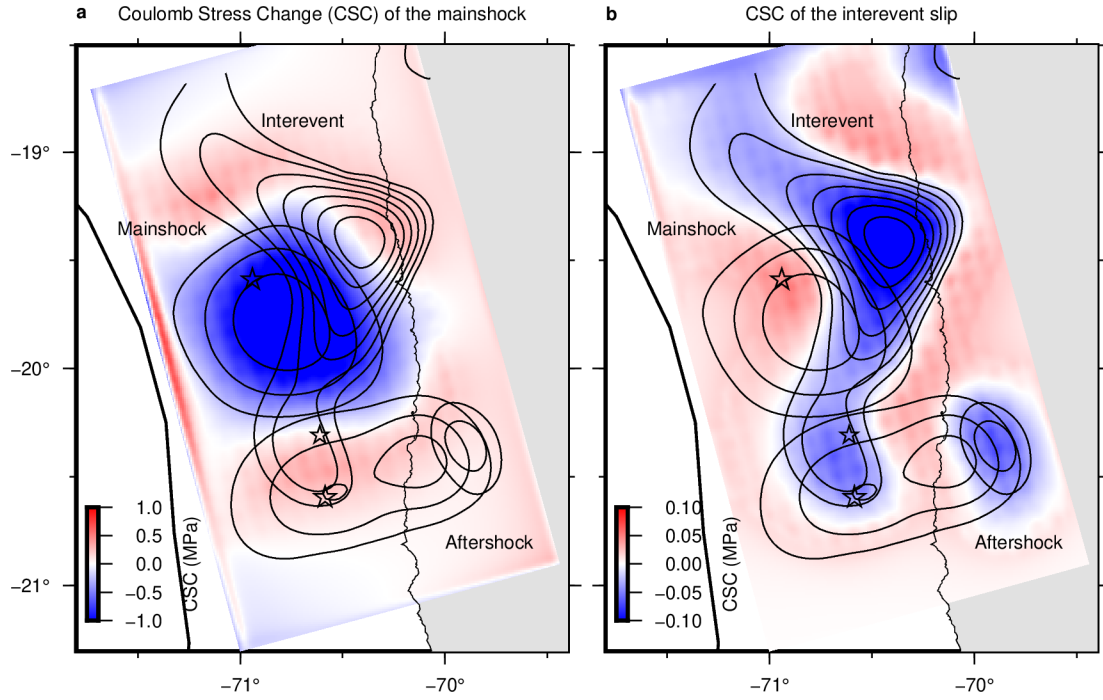 a Coulomb Stress Change (CSC) of the mainshock
Interevent
Mainshock
Aftershock
−19°
−20°
−21°
−71°
−70°
1.0
0.5
0.0
−0.5
−1.0
CSC (MPa)
b CSC of the interevent slip
Interevent
Mainshock
Aftershock
−71°
−70°
0.10
0.05
0.00
−0.05
−0.10
CSC (MPa)